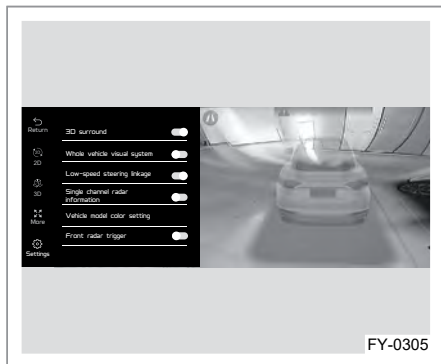 Return
2D
3D
More
Settings
3D surround
Whole vehicle visual system
Low-speed steering linkage
Single channel radar
information
Vehicle model color setting
Front radar trigger
FY-0305